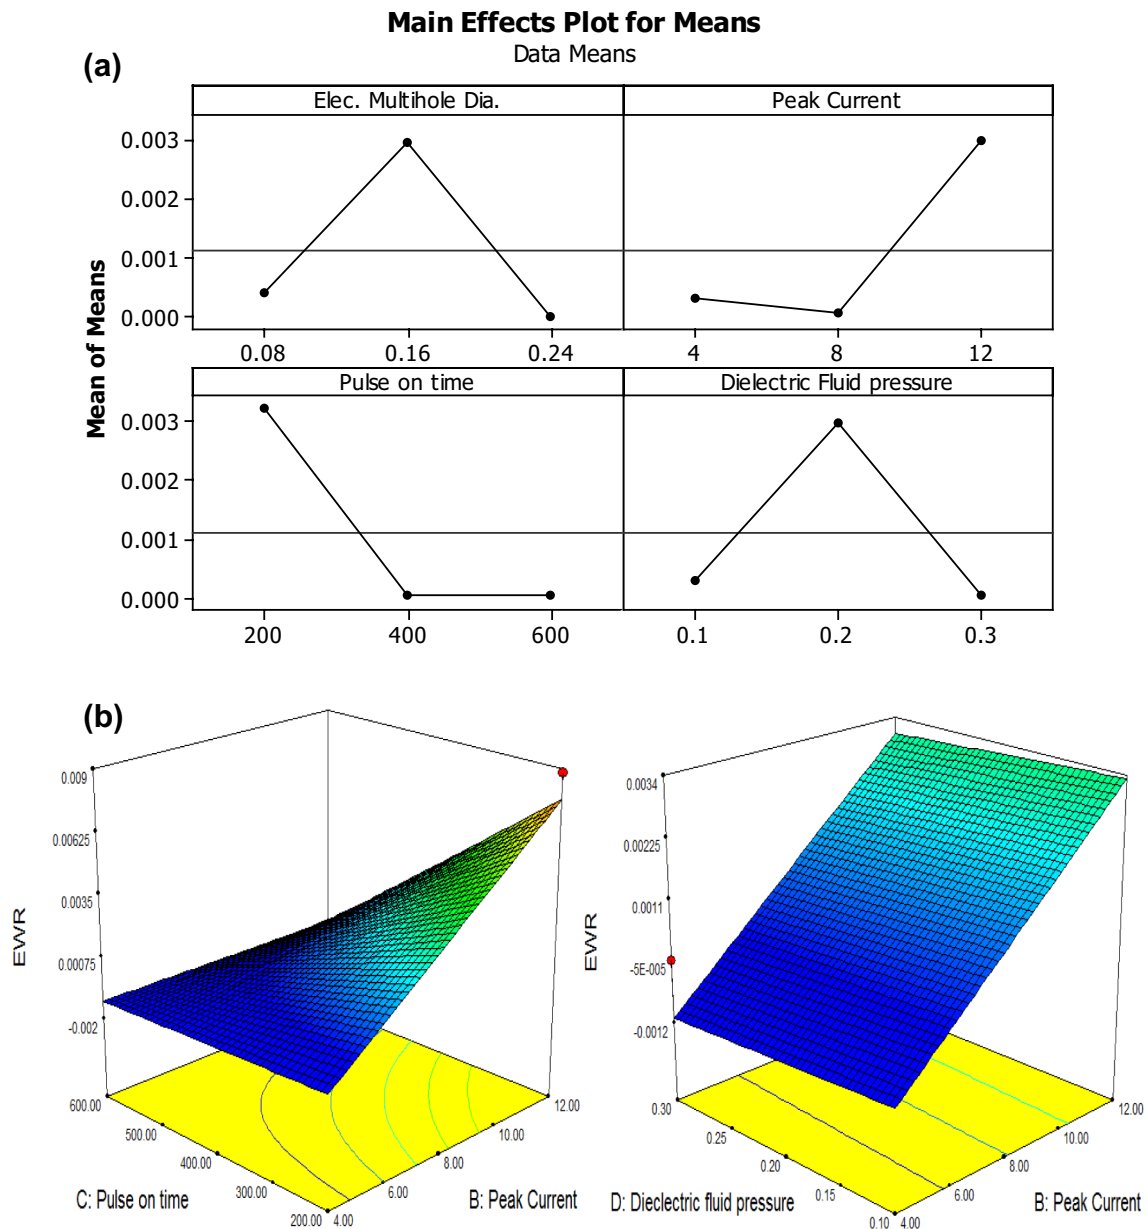 Main Effects Plot for Means
Data Means
(a)
Elec. Multihole Dia. Peak Current
Mean of Means
0.003
0.002
0.001
0.000
0.08 0.16 0.24 4 8 12
Pulse on time Dielectric Fluid pressure
0.003
0.002
0.001
0.000
200 400 600 0.1 0.2 0.3
(b)
0.009
0.00625
0.0035
0.00075
-0.002
EWR
600.00
500.00
400.00
300.00
200.00
4.00
6.00
8.00
10.00
12.00
C: Pulse on time
B: Peak Current
0.0034
0.00225
0.0011
-5E-005
-0.0012
EWR
0.30
0.25
0.20
0.15
0.10
4.00
6.00
8.00
10.00
12.00
D: Dieclectric fluid pressure
B: Peak Current